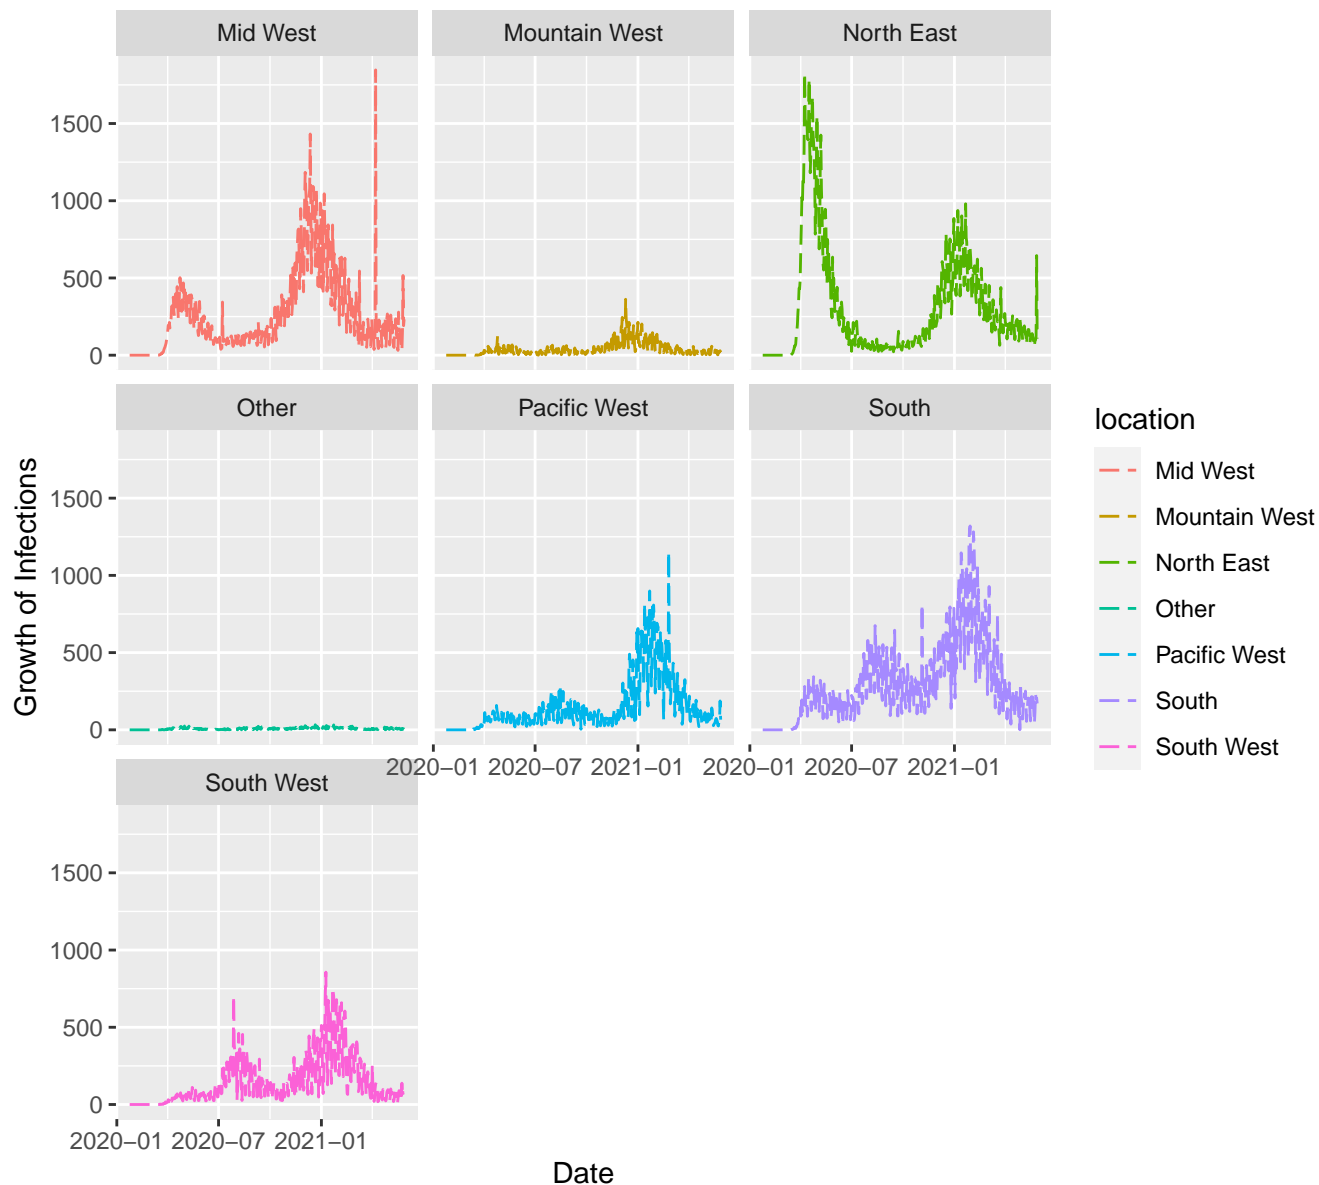 Mid West
Mountain West
North East
1500
1000
500
0
Other
Pacific West
South
1500
1000
500
0
2020–01 2020–07 2021–01
2020–01 2020–07 2021–01
South West
1500
1000
500
0
2020–01 2020–07 2021–01
Date
Growth of Infections
location
Mid West
Mountain West
North East
Other
Pacific West
South
South West